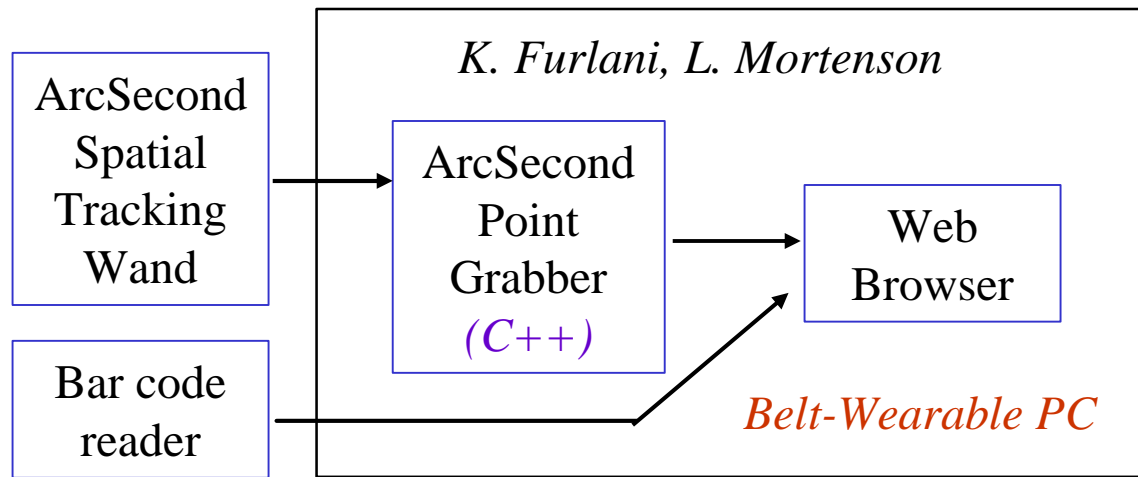 ArcSecond
Spatial
Tracking
Wand
Bar code
reader
K. Furlani, L. Mortenson
ArcSecond
Point
Grabber
(C++)
Web
Browser
Belt-Wearable PC